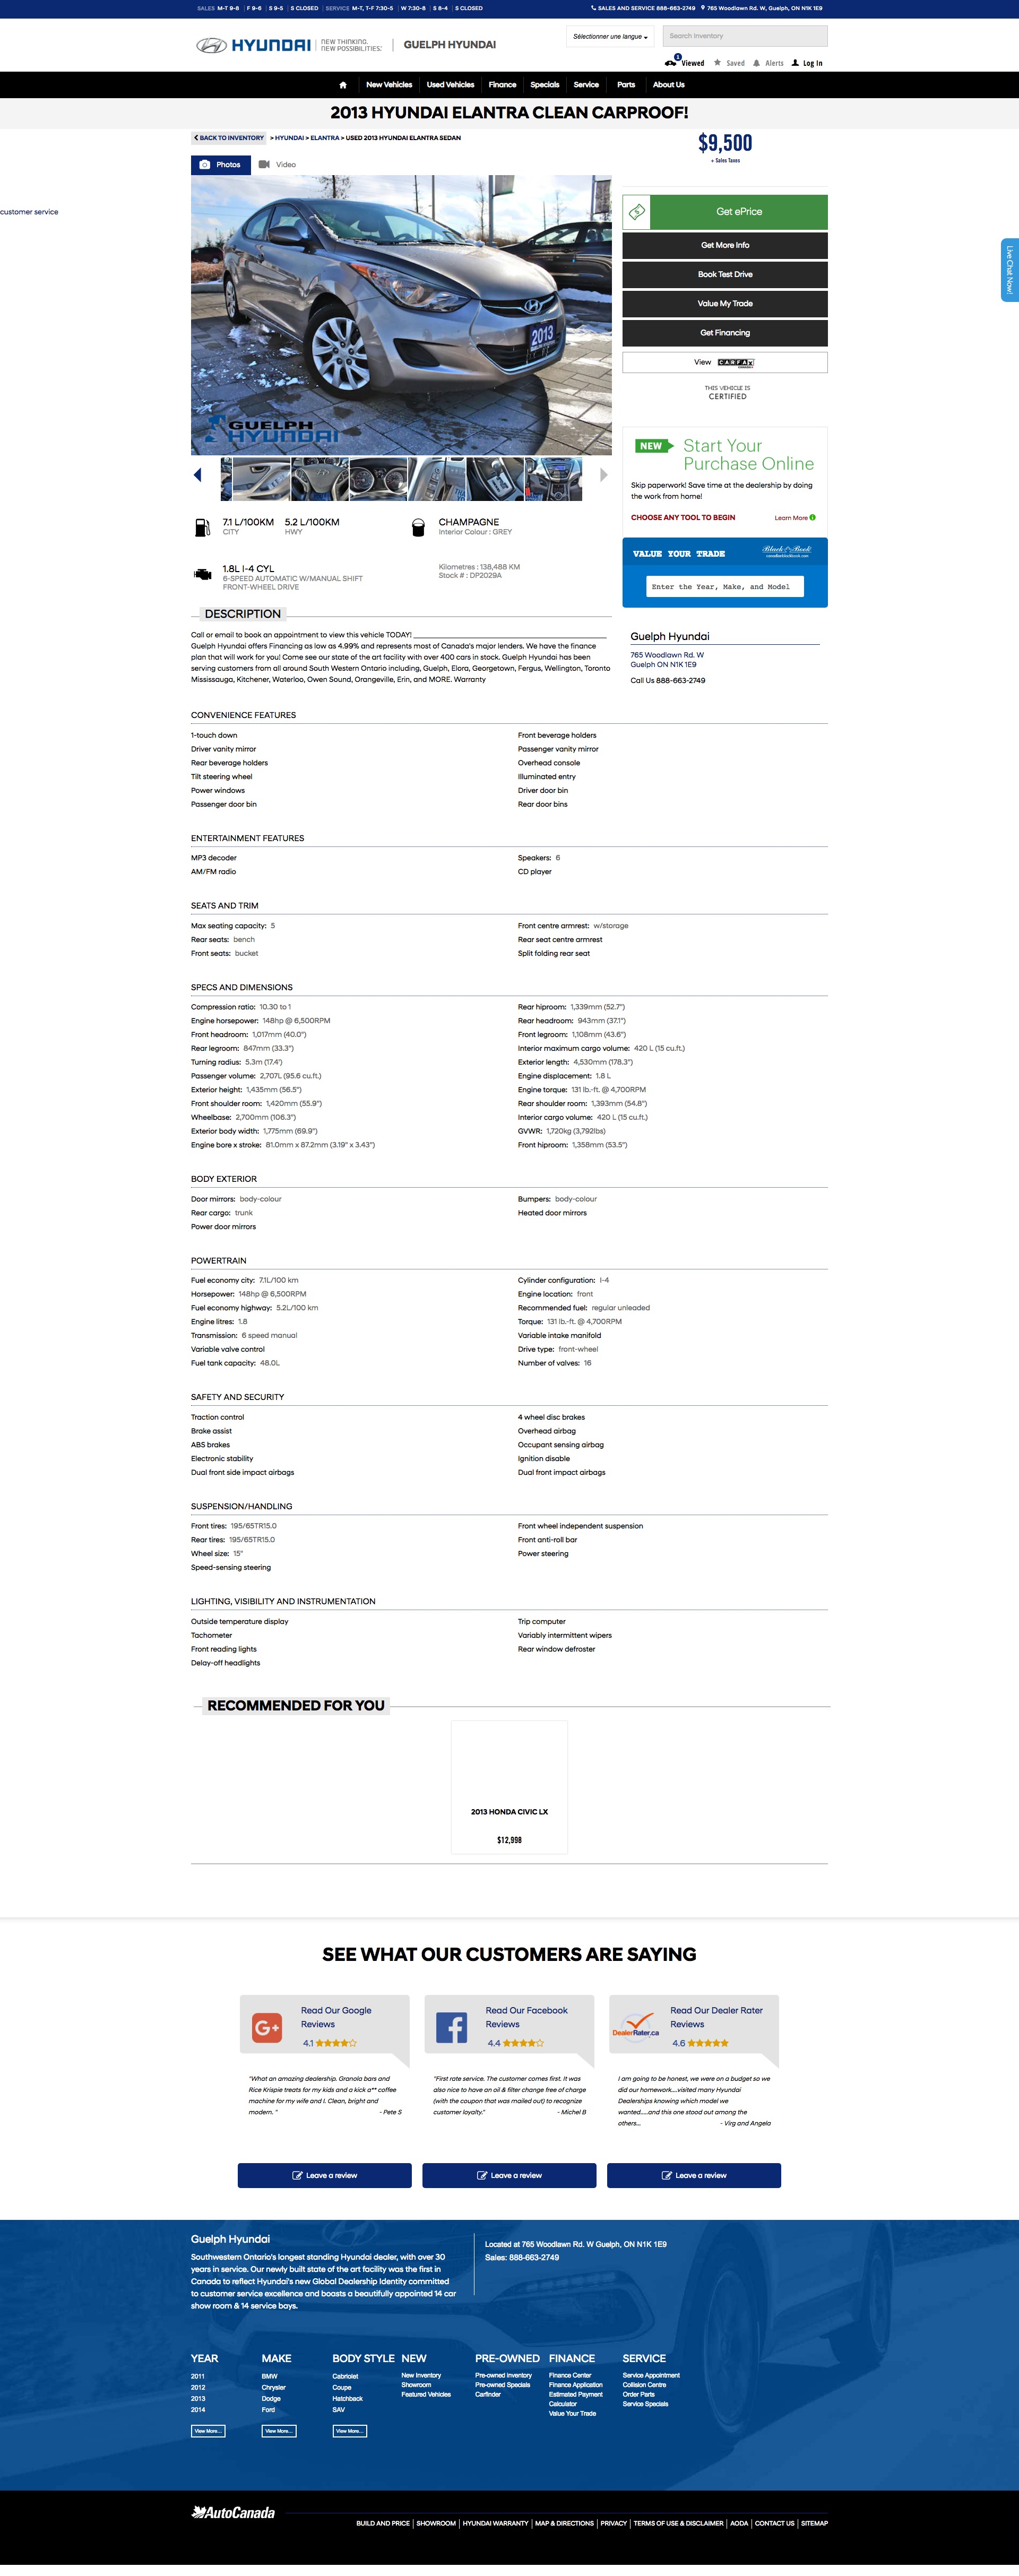 SALES M-T 9-8 | F 9-6 | S 9-5 | S CLOSED | SERVICE M-T, T-F 7:30-5 | W 7:30-8 | S 8-4 | S CLOSED
SALES AND SERVICE 888-663-2749 765 Woodlawn Rd. W, Guelph, ON N1K 1E9
HYUNDAI | NEW THINKING. NEW POSSIBILITIES. | GUELPH HYUNDAI
Sélectionner une langue
Search Inventory
1 Viewed Saved Alerts Log In
New Vehicles Used Vehicles Finance Specials Service Parts About Us
2013 HYUNDAI ELANTRA CLEAN CARPROOF!
BACK TO INVENTORY > HYUNDAI > ELANTRA > USED 2013 HYUNDAI ELANTRA SEDAN
$9,500
+ Sales Taxes
Photos Video
customer service
Get ePrice
Get More Info
Book Test Drive
Value My Trade
Get Financing
View CARFAX
THIS VEHICLE IS
CERTIFIED
Live Chat Now!
2013
GUELPH
HYUNDAI
NEW Start Your
Purchase Online
Skip paperwork! Save time at the dealership by doing
the work from home!
CHOOSE ANY TOOL TO BEGIN Learn More
VALUE YOUR TRADE Black Book
Enter the Year, Make, and Model
7.1 L/100KM 5.2 L/100KM
CITY HWY
CHAMPAGNE
Interior Colour : GREY
1.8L I-4 CYL
6-SPEED AUTOMATIC W/MANUAL SHIFT
FRONT-WHEEL DRIVE
Kilometres : 138,488 KM
Stock # : DP2029A
DESCRIPTION
Call or email to book an appointment to view this vehicle TODAY!
Guelph Hyundai offers Financing as low as 4.99% and represents most of Canada's major lenders. We have the finance
plan that will work for you! Come see our state of the art facility with over 400 cars in stock. Guelph Hyundai has been
serving customers from all around South Western Ontario including, Guelph, Elora, Georgetown, Fergus, Wellington, Toronto
Mississauga, Kitchener, Waterloo, Owen Sound, Orangeville, Erin, and MORE. Warranty
Guelph Hyundai
765 Woodlawn Rd. W
Guelph ON N1K 1E9
Call Us 888-663-2749
CONVENIENCE FEATURES
1-touch down Front beverage holders
Driver vanity mirror Passenger vanity mirror
Rear beverage holders Overhead console
Tilt steering wheel Illuminated entry
Power windows Driver door bin
Passenger door bin Rear door bins
ENTERTAINMENT FEATURES
MP3 decoder Speakers: 6
AM/FM radio CD player
SEATS AND TRIM
Max seating capacity: 5 Front centre armrest: w/storage
Rear seats: bench Rear seat centre armrest
Front seats: bucket Split folding rear seat
SPECS AND DIMENSIONS
Compression ratio: 10.30 to 1 Rear hiproom: 1,339mm (52.7")
Engine horsepower: 148hp @ 6,500RPM Rear headroom: 943mm (37.1")
Front headroom: 1,017mm (40.0") Front legroom: 1,108mm (43.6")
Rear legroom: 847mm (33.3") Interior maximum cargo volume: 420 L (15 cu.ft.)
Turning radius: 5.3m (17.4') Exterior length: 4,530mm (178.3")
Passenger volume: 2,707L (95.6 cu.ft.) Engine displacement: 1.8 L
Exterior height: 1,435mm (56.5") Engine torque: 131 lb.-ft. @ 4,700RPM
Front shoulder room: 1,420mm (55.9") Rear shoulder room: 1,393mm (54.8")
Wheelbase: 2,700mm (106.3") Interior cargo volume: 420 L (15 cu.ft.)
Exterior body width: 1,775mm (69.9") GVWR: 1,720kg (3,792lbs)
Engine bore x stroke: 81.0mm x 87.2mm (3.19" x 3.43") Front hiproom: 1,358mm (53.5")
BODY EXTERIOR
Door mirrors: body-colour Bumpers: body-colour
Rear cargo: trunk Heated door mirrors
Power door mirrors
POWERTRAIN
Fuel economy city: 7.1L/100 km Cylinder configuration: I-4
Horsepower: 148hp @ 6,500RPM Engine location: front
Fuel economy highway: 5.2L/100 km Recommended fuel: regular unleaded
Engine litres: 1.8 Torque: 131 lb.-ft. @ 4,700RPM
Transmission: 6 speed manual Variable intake manifold
Variable valve control Drive type: front-wheel
Fuel tank capacity: 48.0L Number of valves: 16
SAFETY AND SECURITY
Traction control 4 wheel disc brakes
Brake assist Overhead airbag
ABS brakes Occupant sensing airbag
Electronic stability Ignition disable
Dual front side impact airbags Dual front impact airbags
SUSPENSION/HANDLING
Front tires: 195/65TR15.0 Front wheel independent suspension
Rear tires: 195/65TR15.0 Front anti-roll bar
Wheel size: 15" Power steering
Speed-sensing steering
LIGHTING, VISIBILITY AND INSTRUMENTATION
Outside temperature display Trip computer
Tachometer Variably intermittent wipers
Front reading lights Rear window defroster
Delay-off headlights
RECOMMENDED FOR YOU
2013 HONDA CIVIC LX
$12,998
SEE WHAT OUR CUSTOMERS ARE SAYING
G+ Read Our Google
Reviews
4.1
"What an amazing dealership. Granola bars and
Rice Krispie treats for my kids and a kick a** coffee
machine for my wife and I. Clean, bright and
modern. " - Pete S
Read Our Facebook
Reviews
4.4
"First rate service. The customer comes first. It was
also nice to have an oil & filter change free of charge
(with the coupon that was mailed out) to recognize
customer loyalty." - Michel B
DealerRater.ca
Read Our Dealer Rater
Reviews
4.6
I am going to be honest, we were on a budget so we
did our homework....visited many Hyundai
Dealerships knowing which model we
wanted.....and this one stood out among the
others... - Virg and Angela
Leave a review Leave a review Leave a review
Guelph Hyundai
Southwestern Ontario's longest standing Hyundai dealer, with over 30
years in service. Our newly built state of the art facility was the first in
Canada to reflect Hyundai's new Global Dealership Identity committed
to customer service excellence and boasts a beautifully appointed 14 car
show room & 14 service bays.
Located at 765 Woodlawn Rd. W Guelph, ON N1K 1E9
Sales: 888-663-2749
YEAR
2011
2012
2013
2014
View More...
MAKE
BMW
Chrysler
Dodge
Ford
View More...
BODY STYLE
Cabriolet
Coupe
Hatchback
SAV
View More...
NEW
New Inventory
Showroom
Featured Vehicles
PRE-OWNED
Pre-owned Inventory
Pre-owned Specials
Carfinder
FINANCE
Finance Center
Finance Application
Estimated Payment
Calculator
Value Your Trade
SERVICE
Service Appointment
Collision Centre
Order Parts
Service Specials
AutoCanada
BUILD AND PRICE | SHOWROOM | HYUNDAI WARRANTY | MAP & DIRECTIONS | PRIVACY | TERMS OF USE & DISCLAIMER | AODA | CONTACT US | SITEMAP